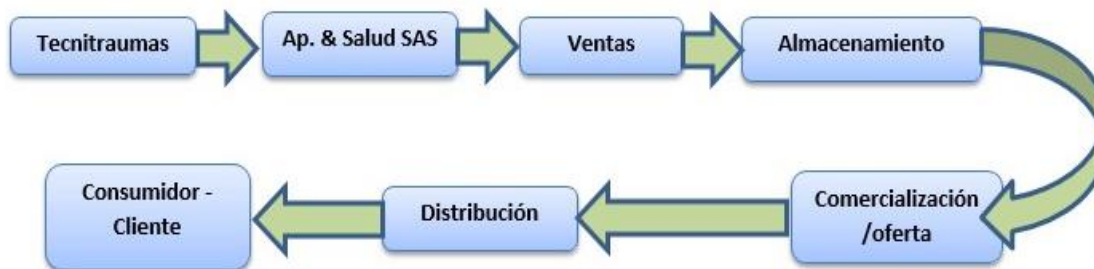 Tecnitraumas
Ap. & Salud SAS
Ventas
Almacenamiento
Comercialización
/oferta
Distribución
Consumidor -
Cliente